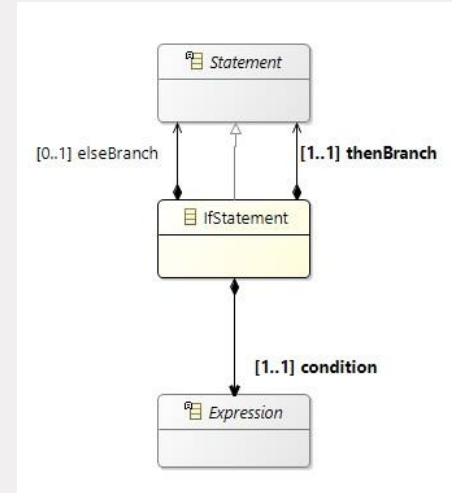 Statement
[0..1] elseBranch
[1..1] thenBranch
IfStatement
[1..1] condition
Expression